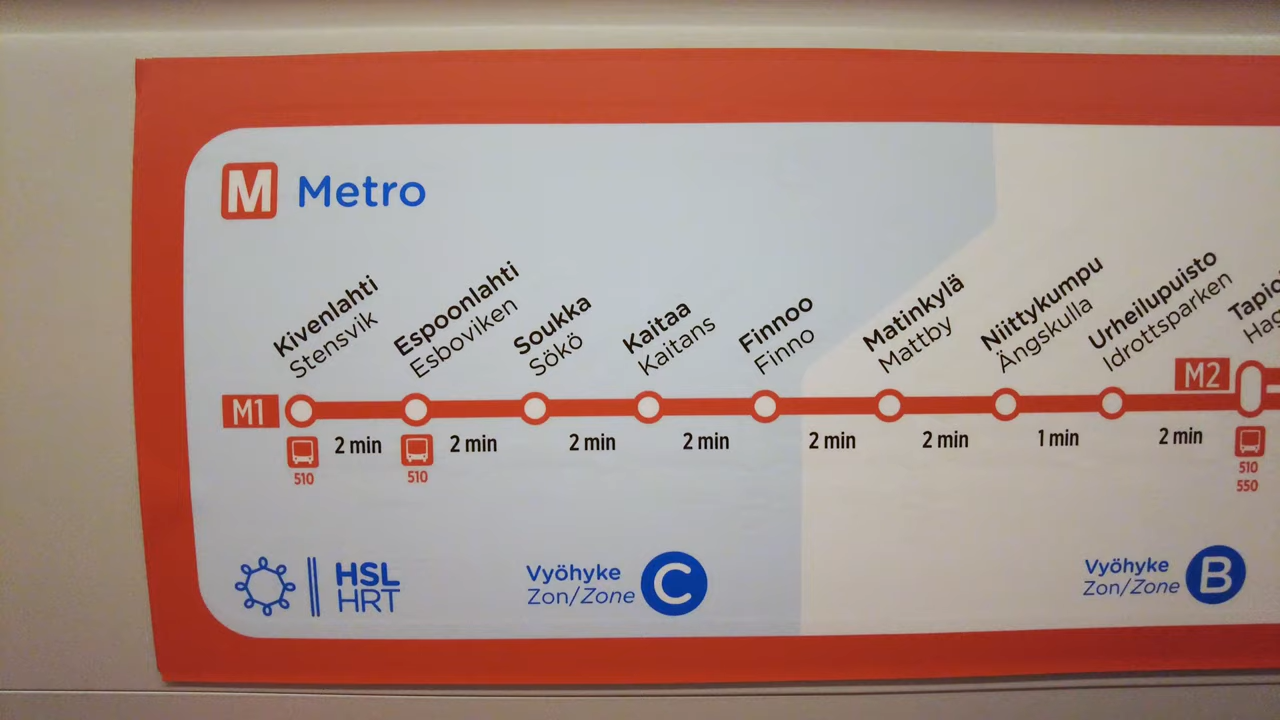 M Metro
Kivenlahti
Stensvik
Espoonlahti
Esboviken
Soukka
Sökö
Kaitaa
Kaitans
Finnoo
Finno
Matinkylä
Mattby
Niittykumpu
Ängskulla
Urheilupuisto
Idrottsparken
M1
M2
2 min
2 min
2 min
2 min
2 min
2 min
1 min
2 min
510
510
510
550
HSL
HRT
Vyöhyke
Zon/Zone
C
Vyöhyke
Zon/Zone
B